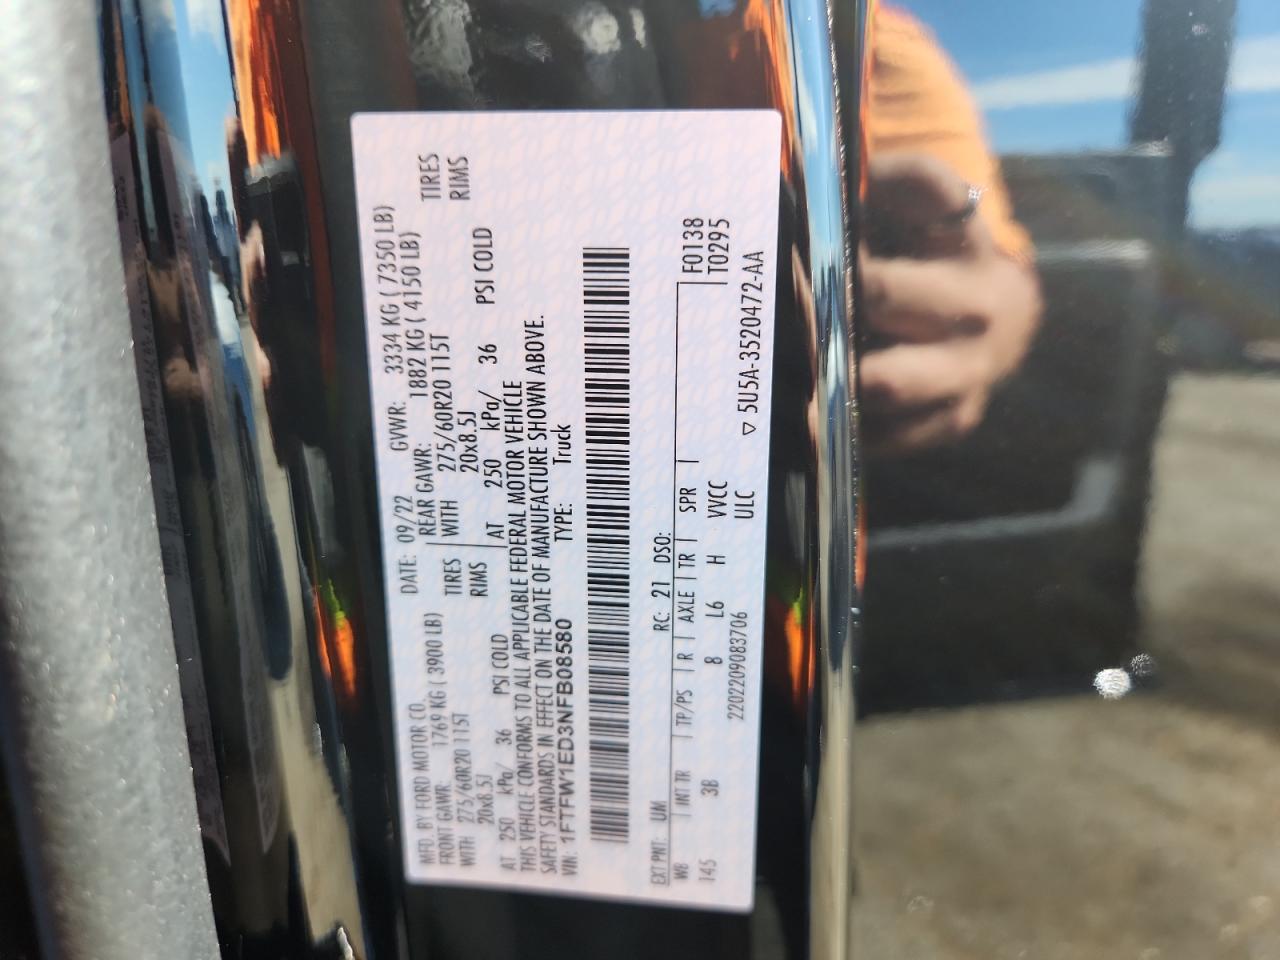 MFD. BY FORD MOTOR CO. DATE: 09/22 GVWR: 3334 KG ( 7350 LB)
FRONT GAWR: 1769 KG ( 3900 LB) REAR GAWR: 1882 KG ( 4150 LB)
WITH 275/60R20 115T TIRES WITH 275/60R20 115T TIRES
20x8.5J RIMS 20x8.5J RIMS
AT 250 kPa/ 36 PSI COLD AT 250 kPa/ 36 PSI COLD
THIS VEHICLE CONFORMS TO ALL APPLICABLE FEDERAL MOTOR VEHICLE
SAFETY STANDARDS IN EFFECT ON THE DATE OF MANUFACTURE SHOWN ABOVE.
VIN: 1FTFW1ED3NFB08580 TYPE: Truck
EXT PNT: UM RC: 21 DSO:
WB INT TR TP/PS R AXLE TR SPR F0138
145 3B 8 L6 H VVCC T0295
2202209083706 ULC
▽ 5U5A-3520472-AA